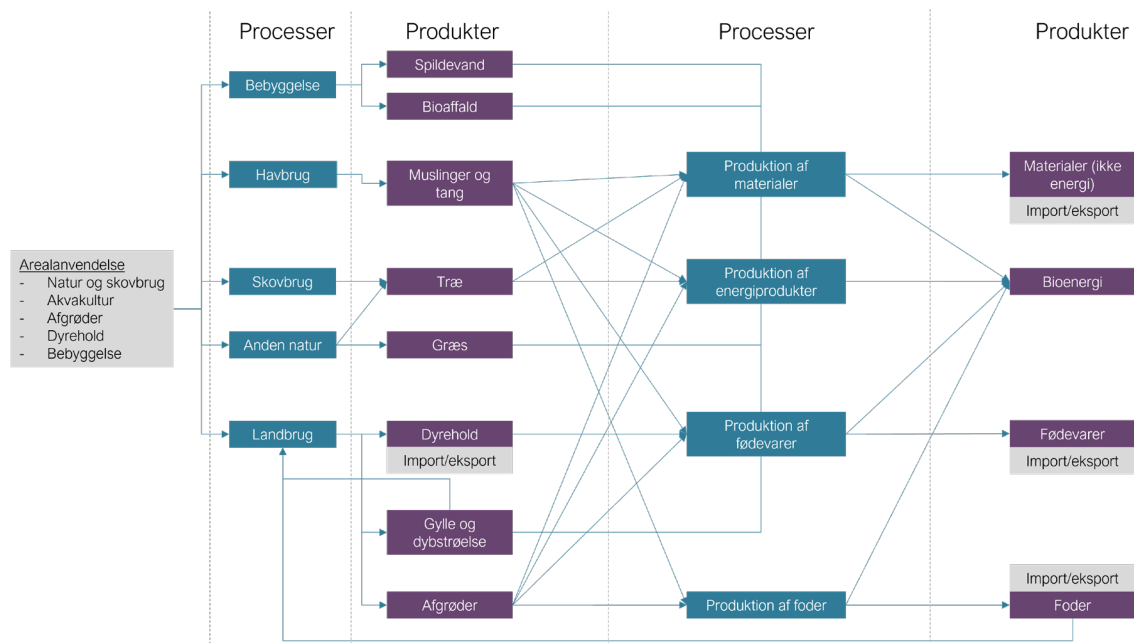 Processer
Produkter
Processer
Produkter
Arealanvendelse
- Natur og skovbrug
- Akvakultur
- Afgrøder
- Dyrehold
- Bebyggelse
Bebyggelse
Havbrug
Skovbrug
Anden natur
Landbrug
Spildevand
Bioaffald
Muslinger og
tang
Træ
Græs
Dyrehold
Import/eksport
Gylle og
dybstrøelse
Afgrøder
Produktion af
materialer
Produktion af
energiprodukter
Produktion af
fødevarer
Produktion af foder
Materialer (ikke
energi)
Import/eksport
Bioenergi
Fødevarer
Import/eksport
Import/eksport
Foder